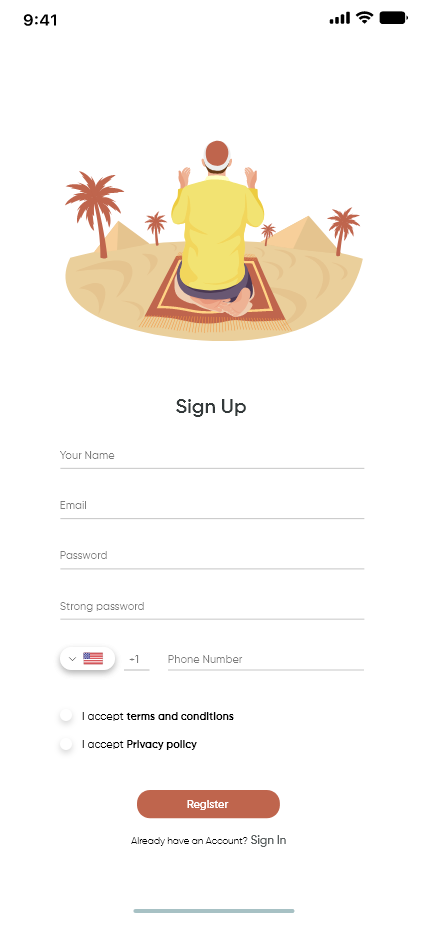 9:41
Sign Up
Your Name
Email
Password
Strong password
+1 Phone Number
I accept terms and conditions
I accept Privacy policy
Register
Already have an Account? Sign In